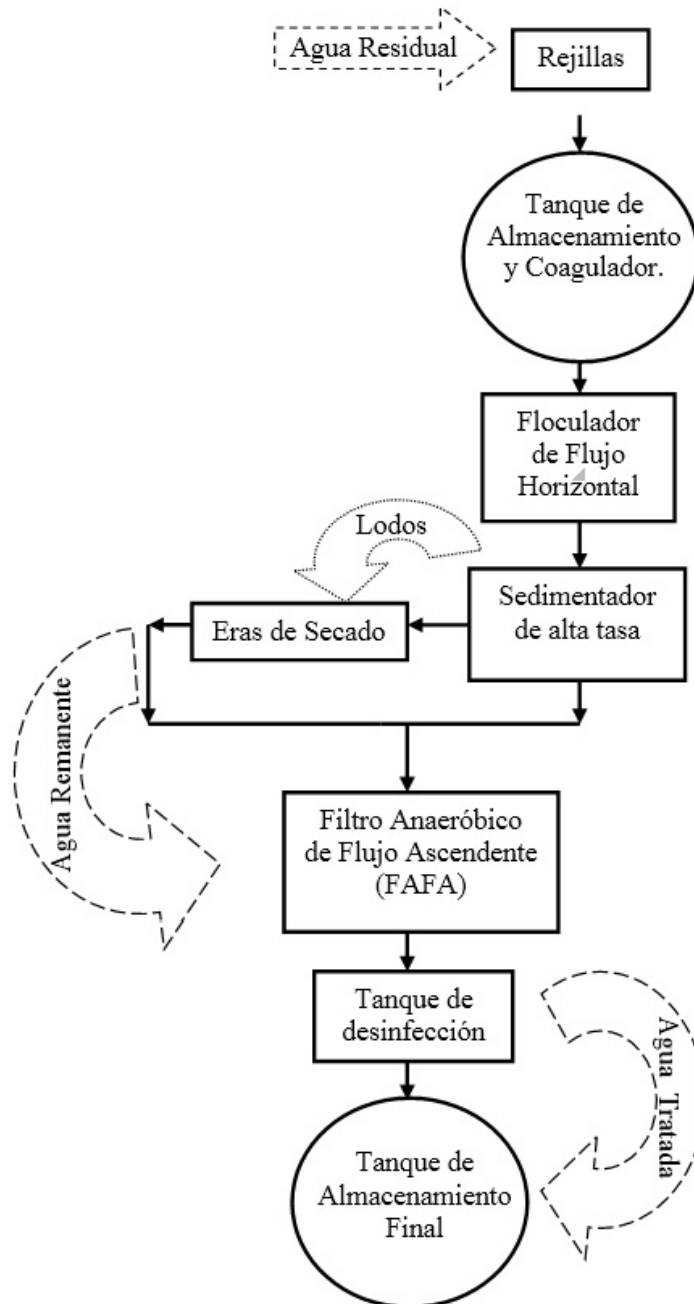 Agua Residual
Rejillas
Tanque de
Almacenamiento
y Coagulador.
Floculador
de Flujo
Horizontal
Lodos
Sedimentador
de alta tasa
Eras de Secado
Agua Remanente
Filtro Anaeróbico
de Flujo Ascendente
(FAFA)
Tanque de
desinfección
Agua Tratada
Tanque de
Almacenamiento
Final